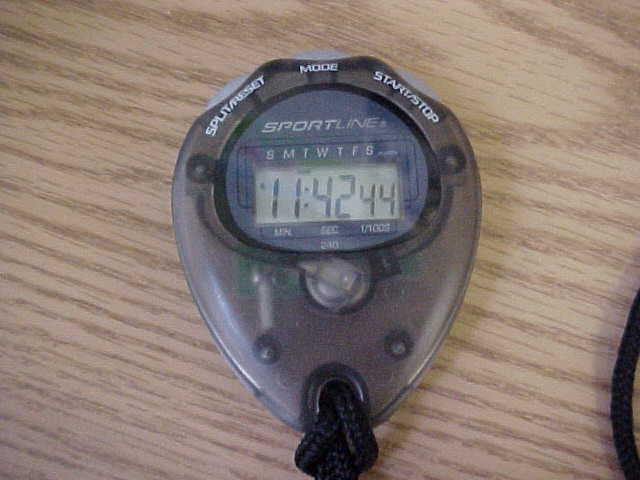 SPLIT/RESET MODE START/STOP
SPORTLINE®
S M T W T F S
11:42 44
MIN. SEC. 1/100S
240